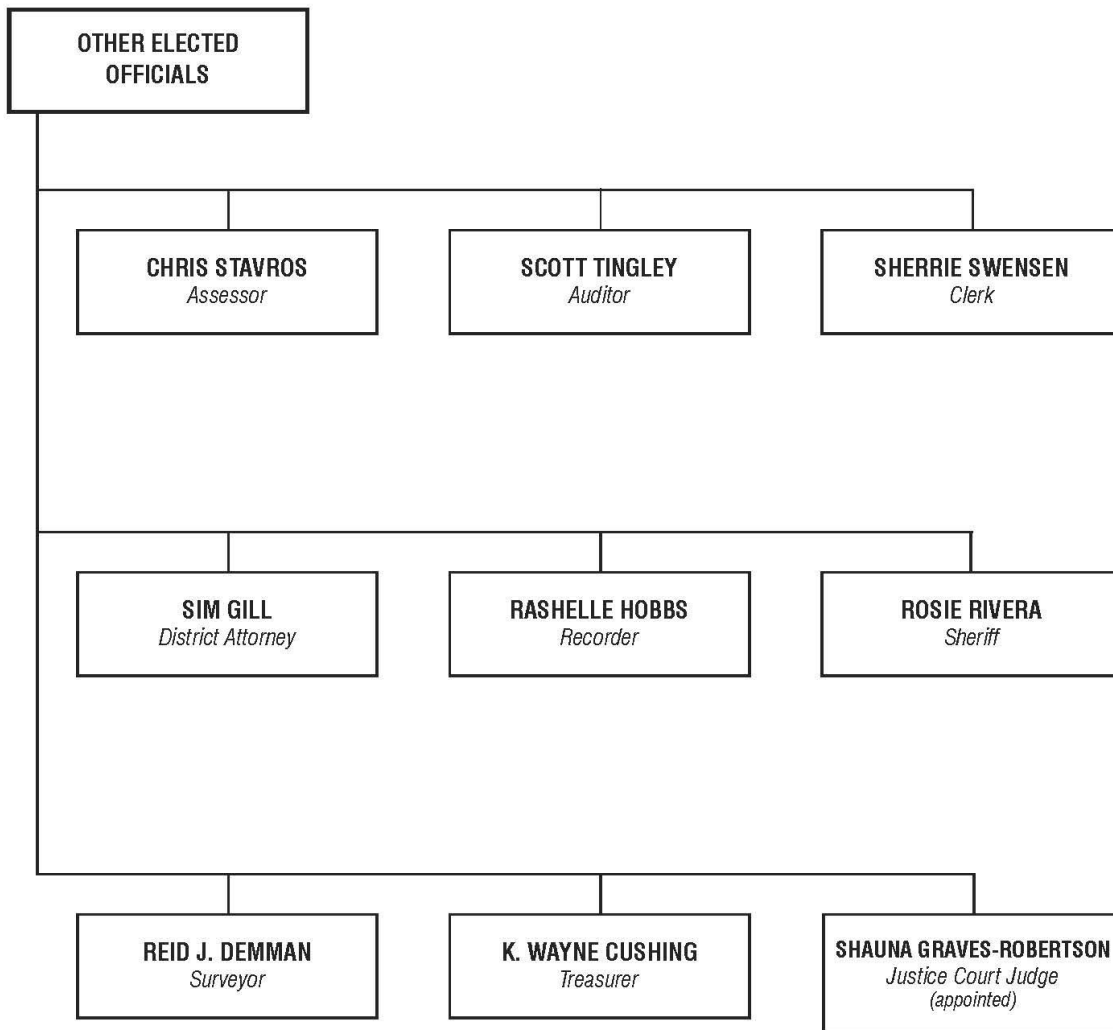 OTHER ELECTED
OFFICIALS
CHRIS STAVROS
Assessor
SCOTT TINGLEY
Auditor
SHERRIE SWENSEN
Clerk
SIM GILL
District Attorney
RASHELLE HOBBS
Recorder
ROSIE RIVERA
Sheriff
REID J. DEMMAN
Surveyor
K. WAYNE CUSHING
Treasurer
SHAUNA GRAVES-ROBERTSON
Justice Court Judge
(appointed)